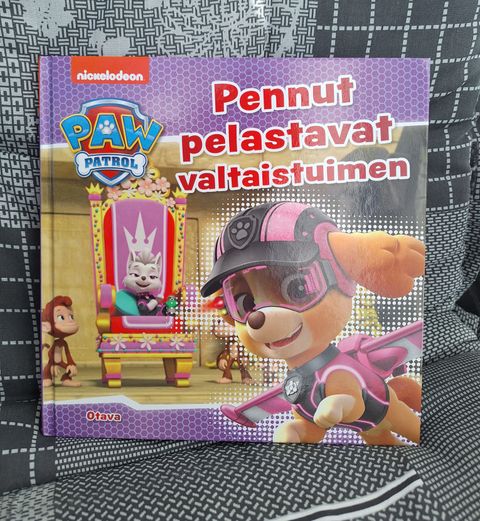 nickelodeon
PAW
PATROL
Pennut
pelastavat
valtaistuimen
Otava